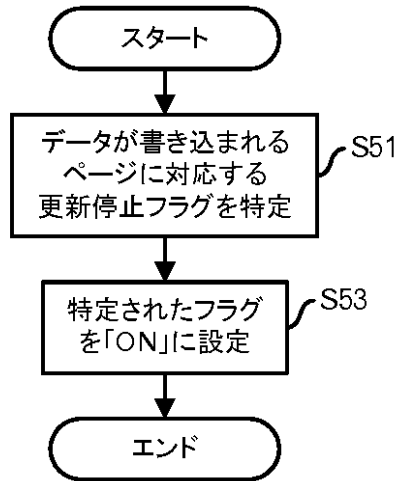 スタート
データが書き込まれる
ページに対応する
更新停止フラグを特定
S51
特定されたフラグ
を「ON」に設定
S53
エンド